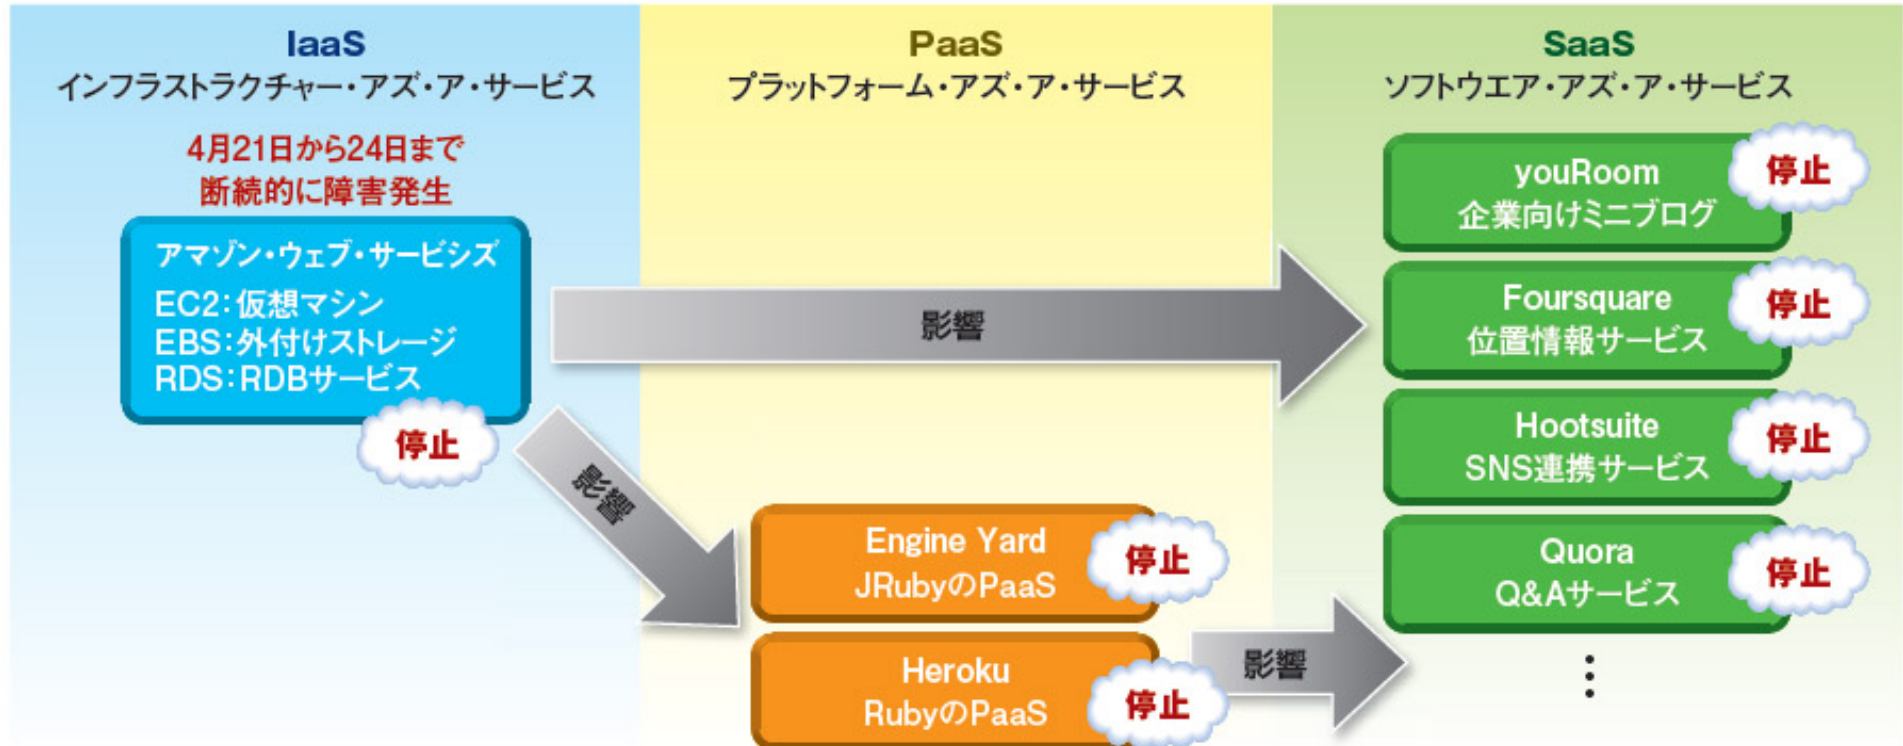 IaaS
インフラストラクチャー・アズ・ア・サービス
4月21日から24日まで
断続的に障害発生
アマゾン・ウェブ・サービシズ
EC2：仮想マシン
EBS：外付けストレージ
RDS：RDBサービス
停止
影響
影響
PaaS
プラットフォーム・アズ・ア・サービス
Engine Yard
JRubyのPaaS
停止
Heroku
RubyのPaaS
停止
影響
SaaS
ソフトウエア・アズ・ア・サービス
youRoom
企業向けミニブログ
停止
Foursquare
位置情報サービス
停止
Hootsuite
SNS連携サービス
停止
Quora
Q&Aサービス
停止
⋮